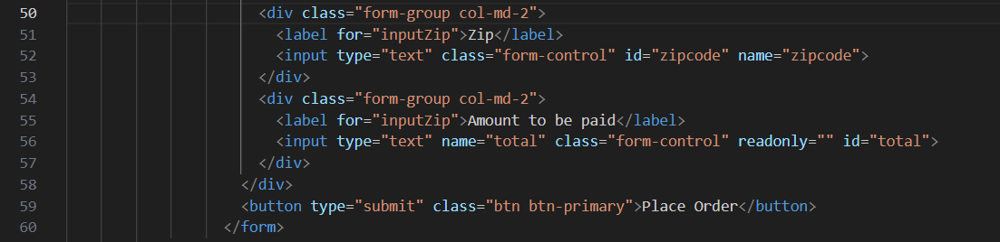 50 <div class="form-group col-md-2">
51 <label for="inputZip">Zip</label>
52 <input type="text" class="form-control" id="zipcode" name="zipcode">
53 </div>
54 <div class="form-group col-md-2">
55 <label for="inputZip">Amount to be paid</label>
56 <input type="text" name="total" class="form-control" readonly="" id="total">
57 </div>
58 </div>
59 <button type="submit" class="btn btn-primary">Place Order</button>
60 </form>